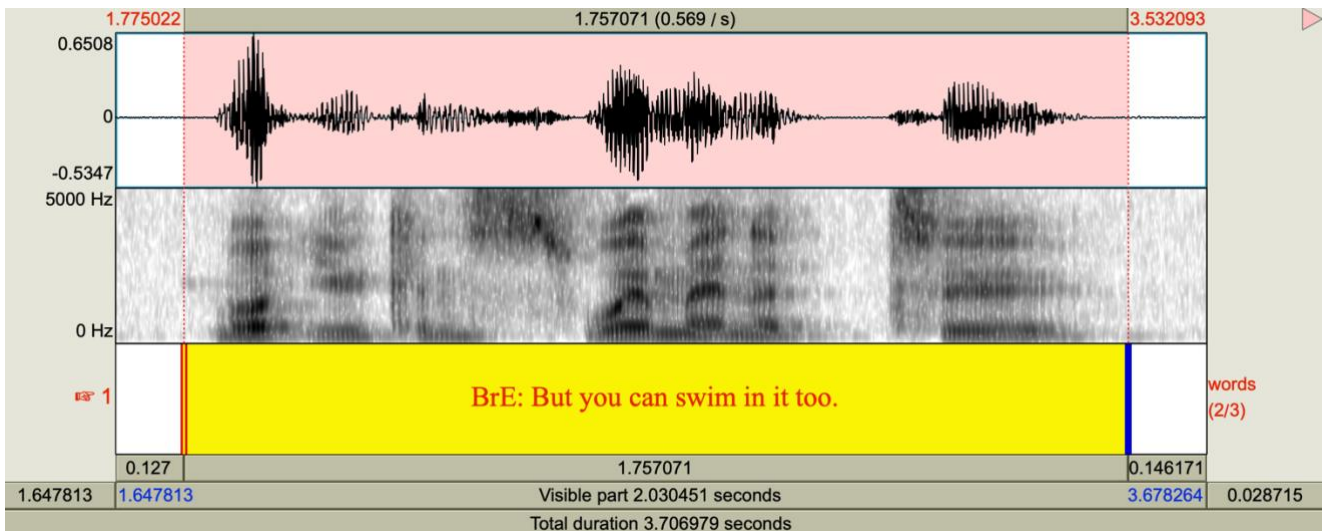 1.775022 1.757071 (0.569 / s) 3.532093
0.6508
0
-0.5347
5000 Hz
0 Hz
☞ 1 BrE: But you can swim in it too. words
(2/3)
0.127 1.757071 0.146171
1.647813 1.647813 Visible part 2.030451 seconds 3.678264 0.028715
Total duration 3.706979 seconds